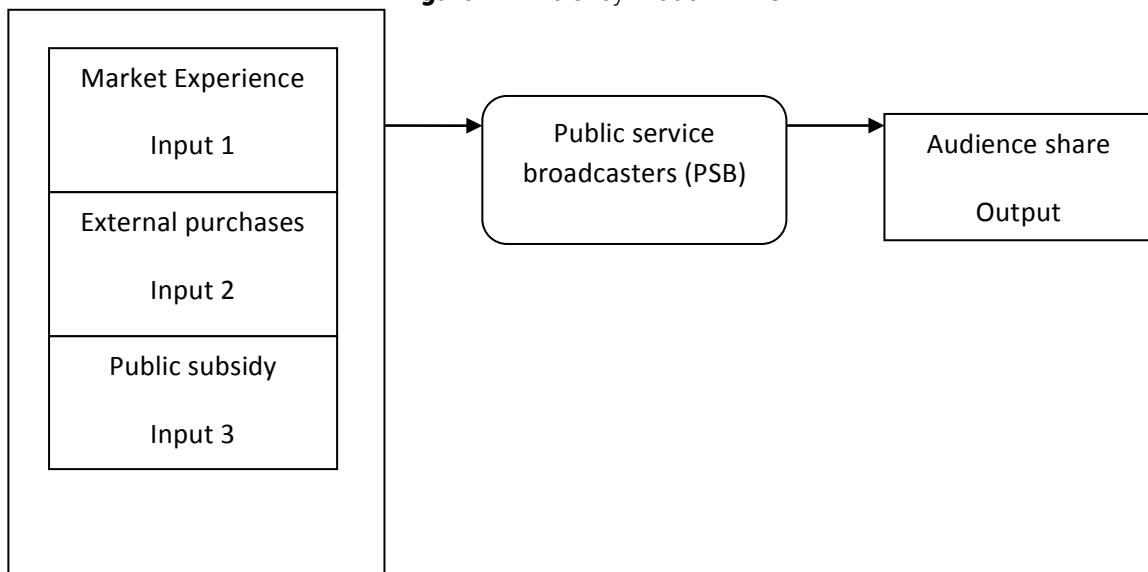 Market Experience
Input 1
External purchases
Input 2
Public subsidy
Input 3
Public service
broadcasters (PSB)
Audience share
Output